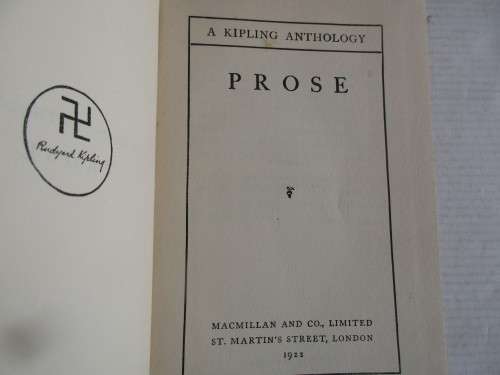 Rudyard Kipling
A KIPLING ANTHOLOGY
PROSE
MACMILLAN AND CO., LIMITED
ST. MARTIN'S STREET, LONDON
1922